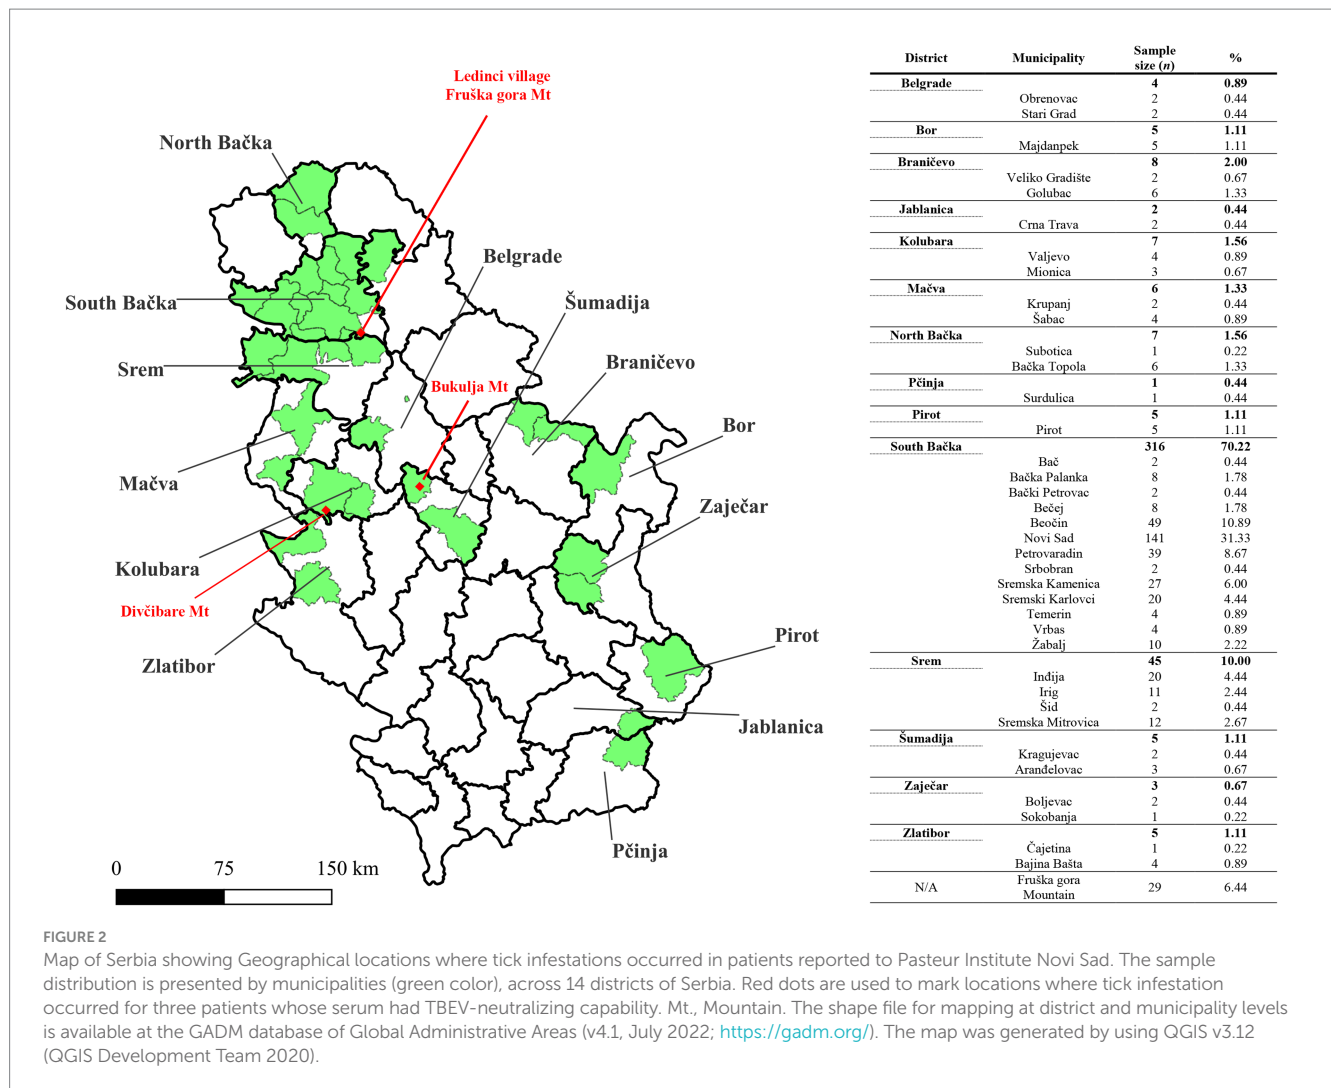 Ledinci village
Fruška gora Mt
North Bačka
Belgrade
South Bačka
Šumadija
Srem
Braničevo
Bukulja Mt
Bor
Mačva
Zaječar
Kolubara
Divčibare Mt
Pirot
Zlatibor
Jablanica
Pčinja
0 75 150 km
District Municipality Sample size (n) %
Belgrade 4 0.89
Obrenovac 2 0.44
Stari Grad 2 0.44
Bor 5 1.11
Majdanpek 5 1.11
Braničevo 8 2.00
Veliko Gradište 2 0.67
Golubac 6 1.33
Jablanica 2 0.44
Crna Trava 2 0.44
Kolubara 7 1.56
Valjevo 4 0.89
Mionica 3 0.67
Mačva 6 1.33
Krupanj 2 0.44
Šabac 4 0.89
North Bačka 7 1.56
Subotica 1 0.22
Bačka Topola 6 1.33
Pčinja 1 0.44
Surdulica 1 0.44
Pirot 5 1.11
Pirot 5 1.11
South Bačka 316 70.22
Bač 2 0.44
Bačka Palanka 8 1.78
Bački Petrovac 2 0.44
Bečej 8 1.78
Beočin 49 10.89
Novi Sad 141 31.33
Petrovaradin 39 8.67
Srbobran 2 0.44
Sremska Kamenica 27 6.00
Sremski Karlovci 20 4.44
Temerin 4 0.89
Vrbas 4 0.89
Žabalj 10 2.22
Srem 45 10.00
Inđija 20 4.44
Irig 11 2.44
Šid 2 0.44
Sremska Mitrovica 12 2.67
Šumadija 5 1.11
Kragujevac 2 0.44
Aranđelovac 3 0.67
Zaječar 3 0.67
Boljevac 2 0.44
Sokobanja 1 0.22
Zlatibor 5 1.11
Čajetina 1 0.22
Bajina Bašta 4 0.89
N/A Fruška gora Mountain 29 6.44
FIGURE 2
Map of Serbia showing Geographical locations where tick infestations occurred in patients reported to Pasteur Institute Novi Sad. The sample
distribution is presented by municipalities (green color), across 14 districts of Serbia. Red dots are used to mark locations where tick infestation
occurred for three patients whose serum had TBEV-neutralizing capability. Mt., Mountain. The shape file for mapping at district and municipality levels
is available at the GADM database of Global Administrative Areas (v4.1, July 2022; https://gadm.org/). The map was generated by using QGIS v3.12
(QGIS Development Team 2020).